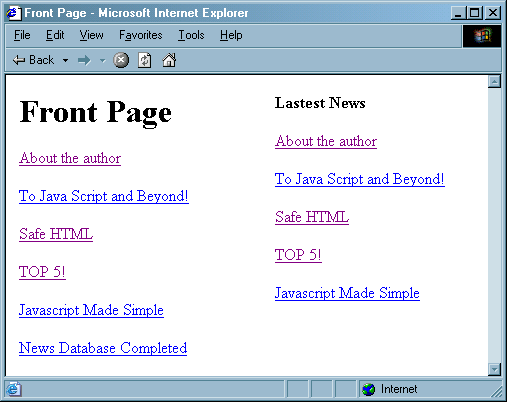 Front Page - Microsoft Internet Explorer
File Edit View Favorites Tools Help
Back
Front Page
About the author
To Java Script and Beyond!
Safe HTML
TOP 5!
Javascript Made Simple
News Database Completed
Lastest News
About the author
To Java Script and Beyond!
Safe HTML
TOP 5!
Javascript Made Simple
Internet